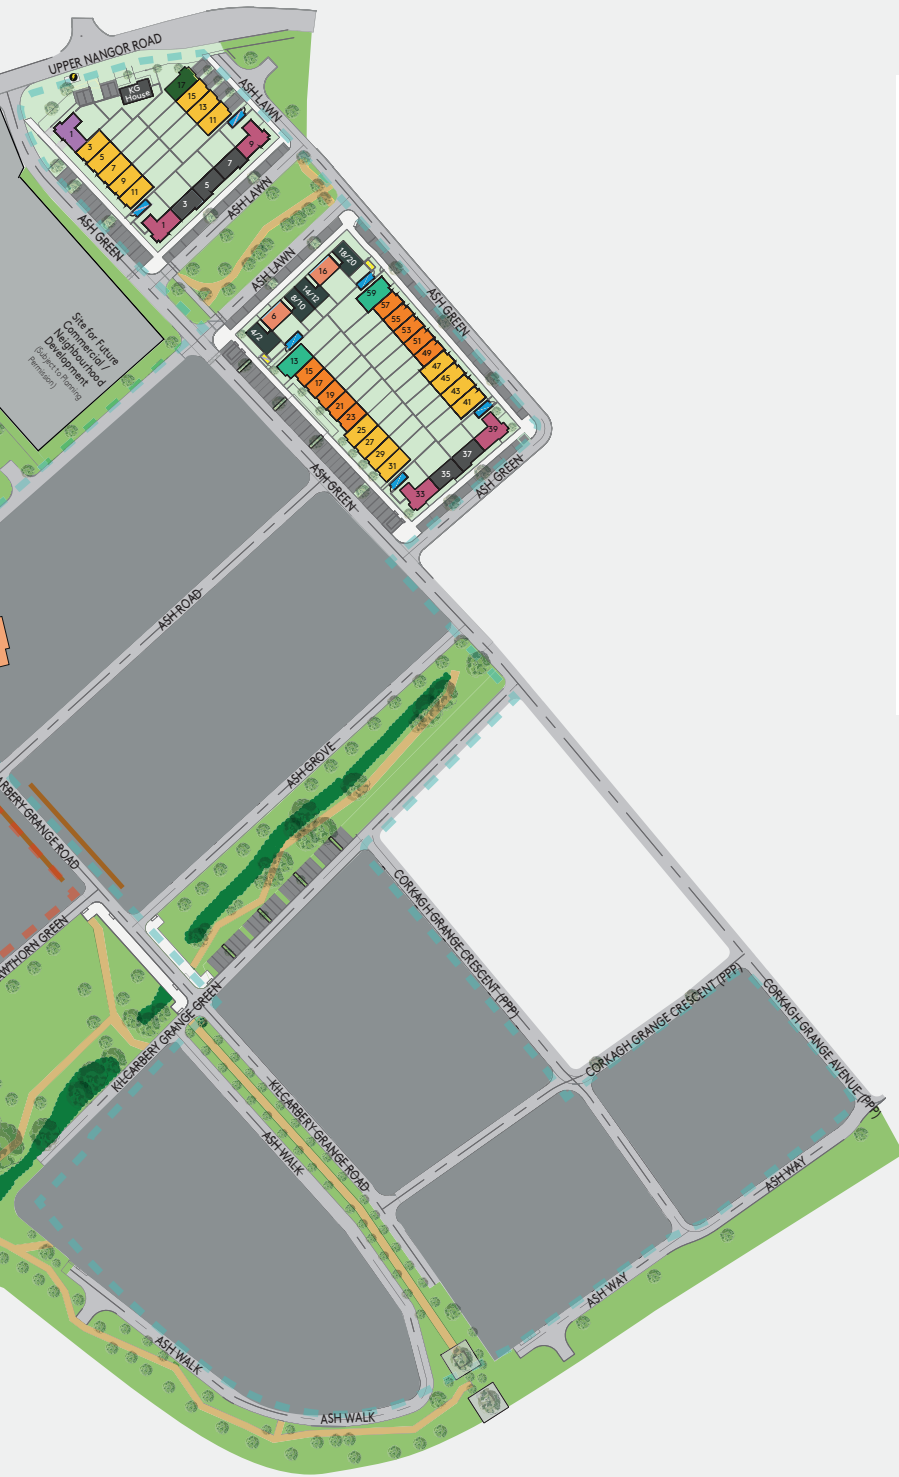 UPPER NANGOR ROAD
KG
House
17
15
13
11
ASH LAWN
1
3
5
7
9
11
9
7
5
3
1
ASH LAWN
ASH GREEN
ASH LAWN
18/20
16
14/12
8/10
6
4/2
59
57
55
53
51
49
47
45
43
41
ASH GREEN
13
15
17
19
21
23
25
27
29
31
39
37
35
33
ASH GREEN
ASH GREEN
Site for Future
Commercial /
Neighbourhood
Development
(Subject to Planning
Permission)
ASH ROAD
ASH GROVE
ARBERY GRANGE ROAD
AWTHORN GREEN
CORKAGH GRANGE CRESCENT (PPP)
KILCARBERY GRANGE GREEN
CORKAGH GRANGE CRESCENT (PPP)
CORKAGH GRANGE AVENUE (PPP)
KILCARBERY GRANGE ROAD
ASH WALK
ASH WAY
ASH WAY
ASH WALK
ASH WALK